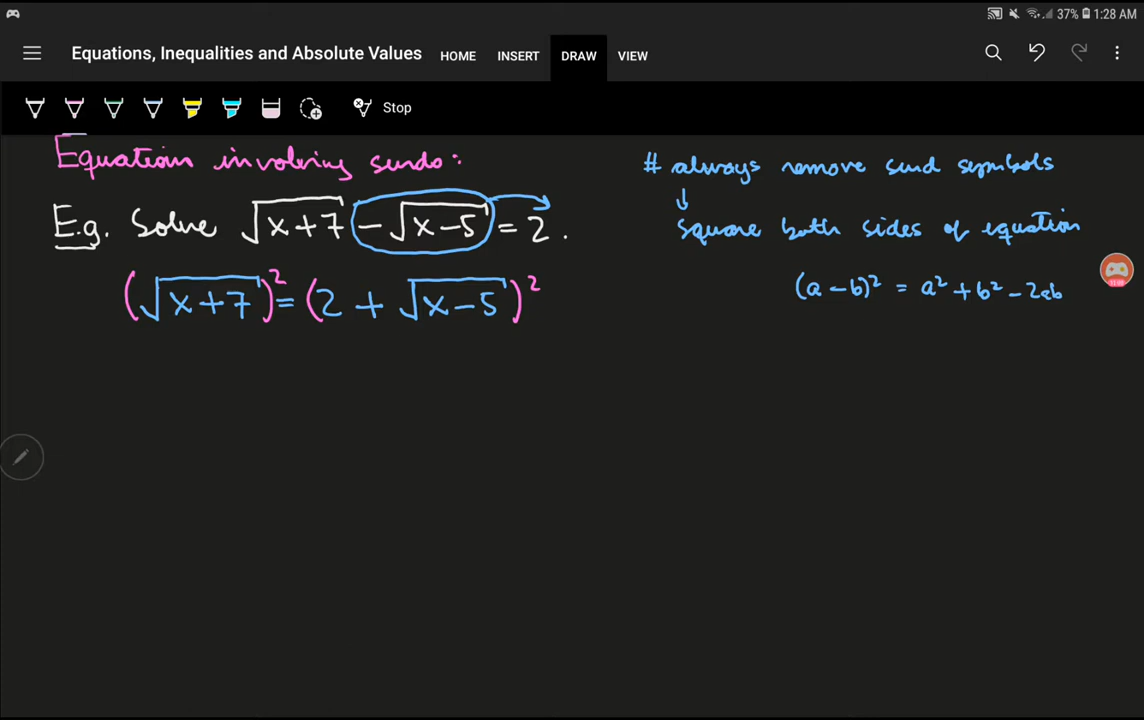 37% 1:28 AM
Equations, Inequalities and Absolute Values HOME INSERT DRAW VIEW
Stop
Equation involving surds:
E.g. Solve √(x+7) - √(x-5) = 2.
(√(x+7))² = (2 + √(x-5))²
# always remove surd symbols
↓
Square both sides of equation
(a - b)² = a² + b² - 2ab